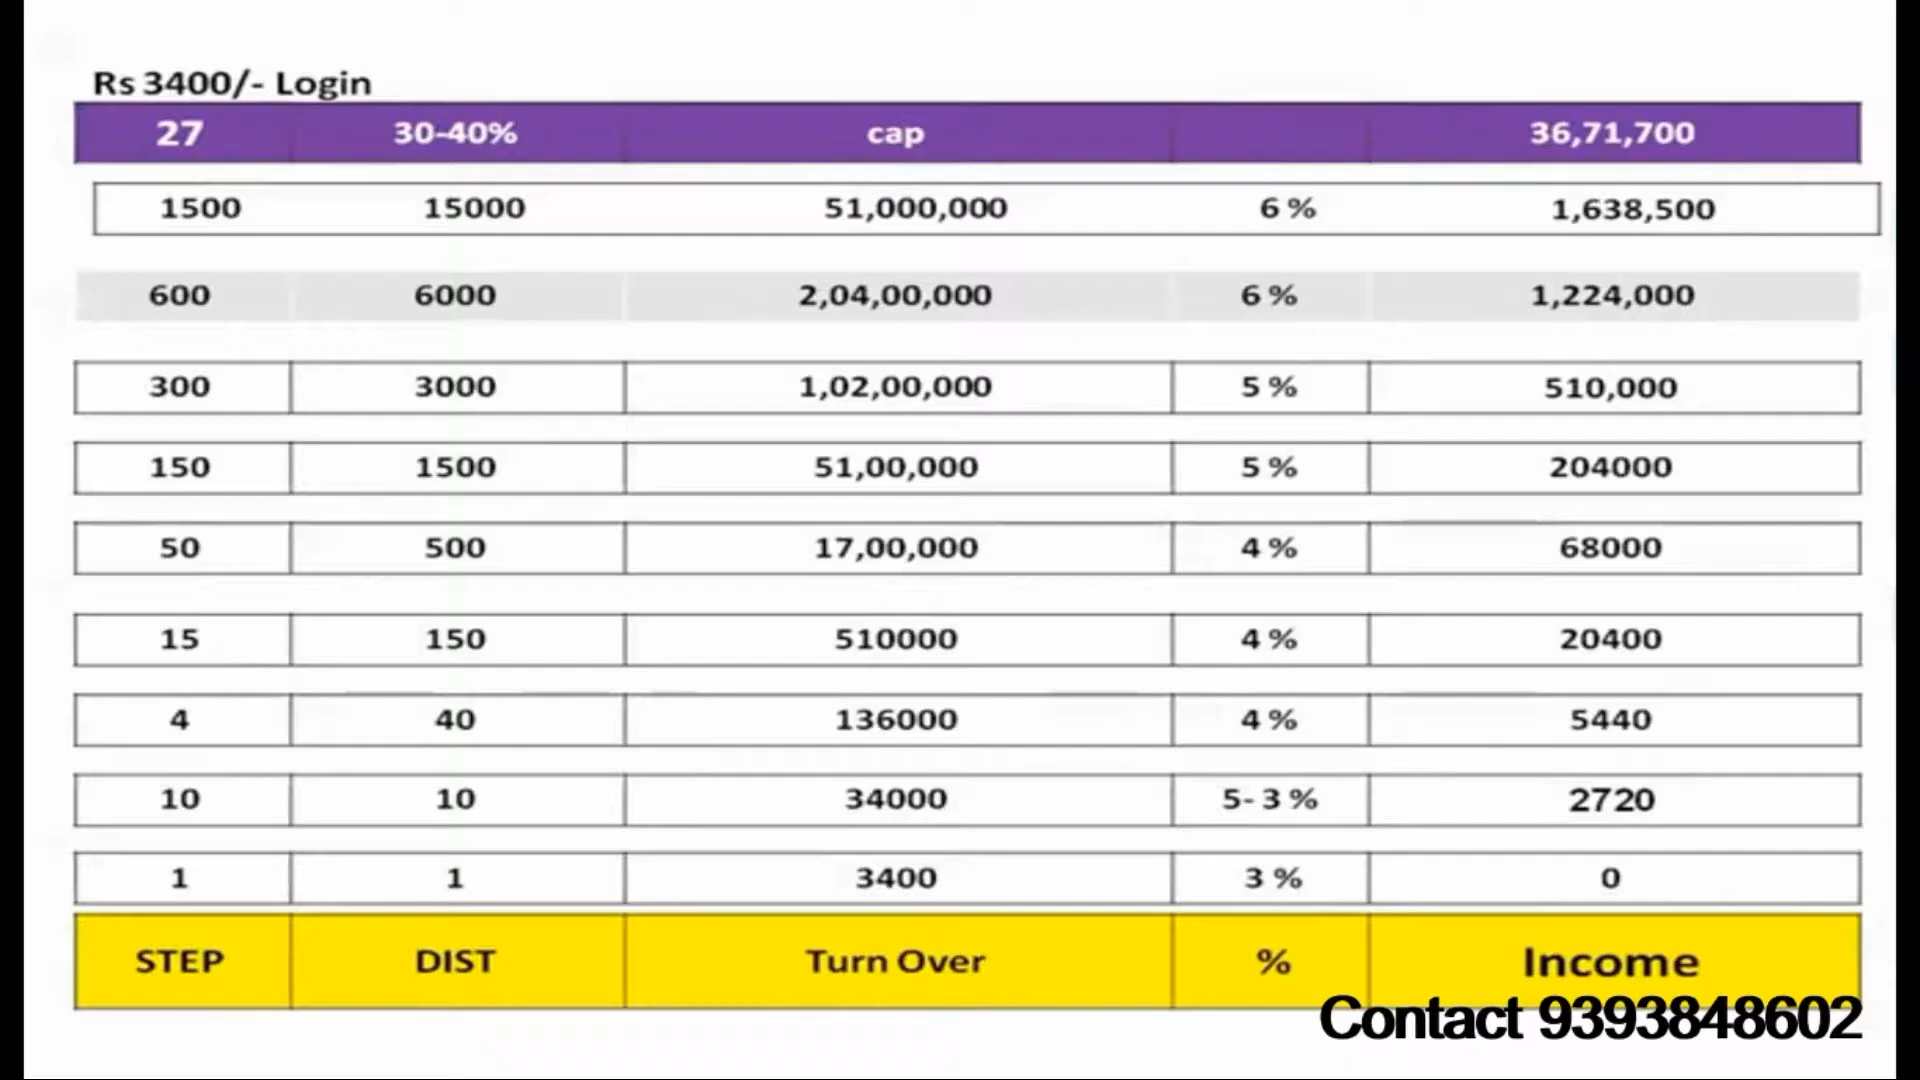 Rs 3400/- Login
27 30-40% cap 36,71,700
1500 15000 51,000,000 6 % 1,638,500
600 6000 2,04,00,000 6 % 1,224,000
300 3000 1,02,00,000 5 % 510,000
150 1500 51,00,000 5 % 204000
50 500 17,00,000 4 % 68000
15 150 510000 4 % 20400
4 40 136000 4 % 5440
10 10 34000 5- 3 % 2720
1 1 3400 3 % 0
STEP DIST Turn Over % Income
Contact 9393848602